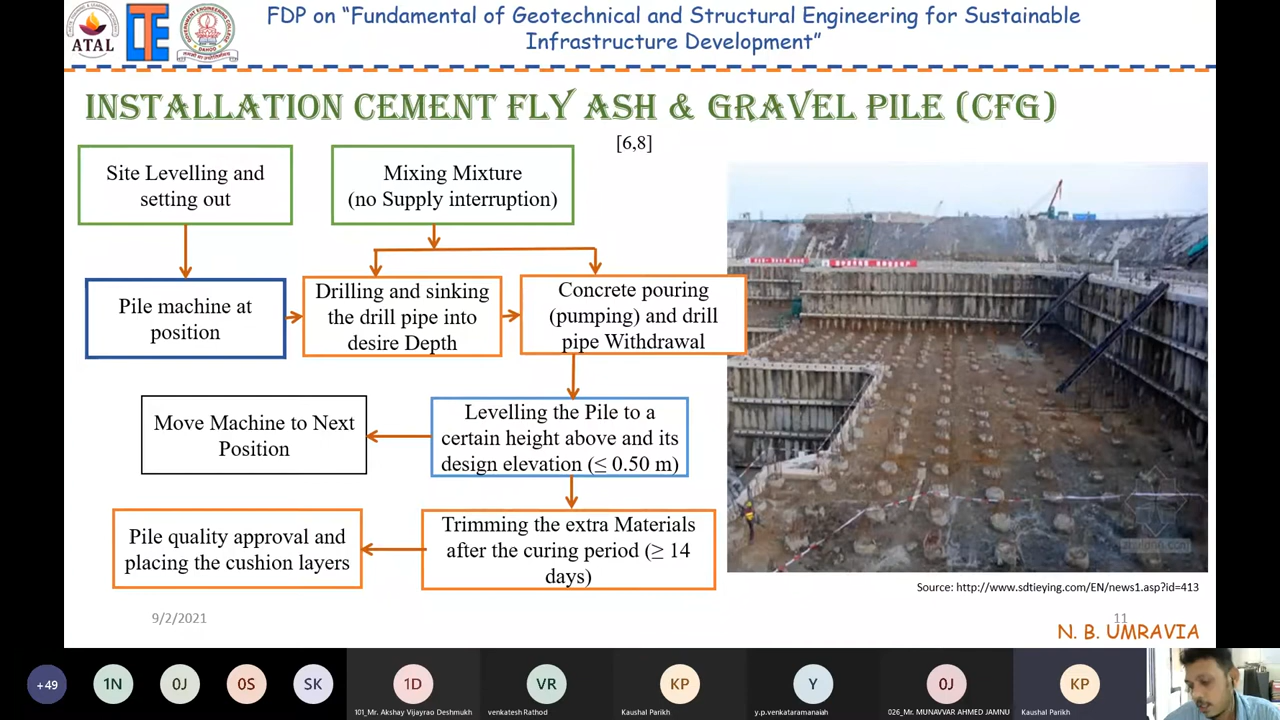 FDP on “Fundamental of Geotechnical and Structural Engineering for Sustainable
Infrastructure Development”
ATAL
LTE
INSTALLATION CEMENT FLY ASH & GRAVEL PILE (CFG)
[6,8]
Site Levelling and
setting out
Mixing Mixture
(no Supply interruption)
Pile machine at
position
Drilling and sinking
the drill pipe into
desire Depth
Concrete pouring
(pumping) and drill
pipe Withdrawal
Move Machine to Next
Position
Levelling the Pile to a
certain height above and its
design elevation (≤ 0.50 m)
Pile quality approval and
placing the cushion layers
Trimming the extra Materials
after the curing period (≥ 14
days)
Source: http://www.sdtieying.com/EN/news1.asp?id=413
9/2/2021
11
N. B. UMRAVIA
+49
1N
0J
0S
SK
1D
VR
KP
Y
0J
KP
101_Mr. Akshay Vijayrao Deshmukh
venkatesh Rathod
Kaushal Parikh
y.p.venkataramanaiah
026_Mr. MUNAVVAR AHMED JAMNU
Kaushal Parikh